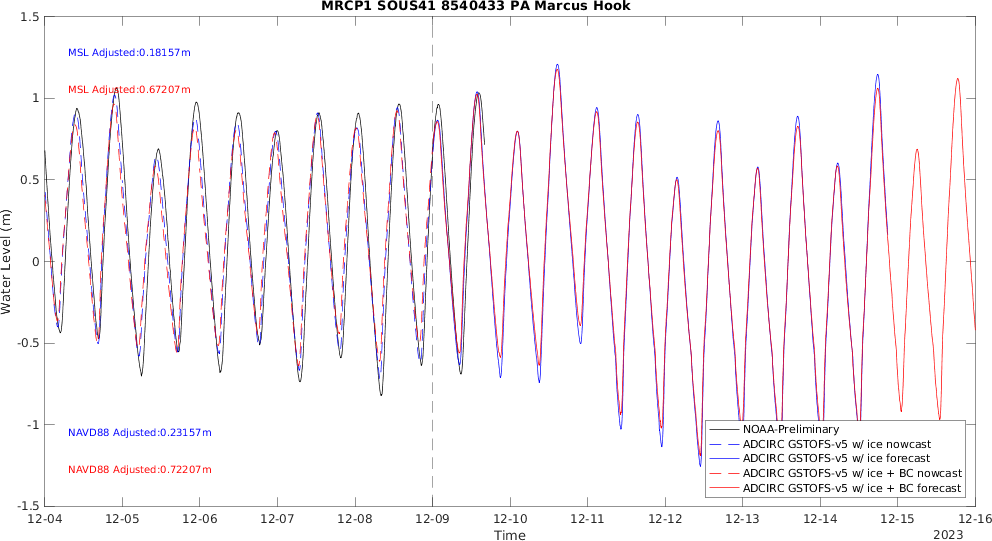 MRCP1 SOUS41 8540433 PA Marcus Hook
1.5
1
0.5
0
-0.5
-1
-1.5
Water Level (m)
MSL Adjusted:0.18157m
MSL Adjusted:0.67207m
NAVD88 Adjusted:0.23157m
NAVD88 Adjusted:0.72207m
NOAA-Preliminary
ADCIRC GSTOFS-v5 w/ ice nowcast
ADCIRC GSTOFS-v5 w/ ice forecast
ADCIRC GSTOFS-v5 w/ ice + BC nowcast
ADCIRC GSTOFS-v5 w/ ice + BC forecast
12-04 12-05 12-06 12-07 12-08 12-09 12-10 12-11 12-12 12-13 12-14 12-15 12-16
Time
2023